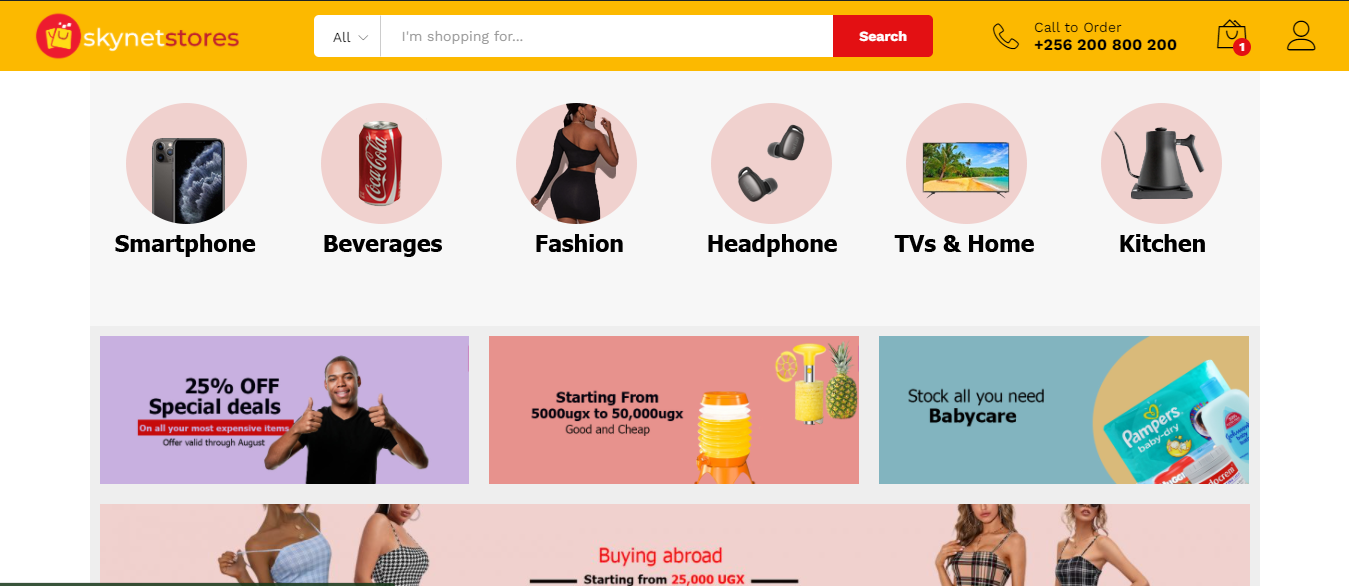 skynetstores
All
I'm shopping for...
Search
Call to Order
+256 200 800 200
1
Coca-Cola
Smartphone
Beverages
Fashion
Headphone
TVs & Home
Kitchen
25% OFF
Special deals
On all your most expensive items
Offer valid through August
Starting From
5000ugx to 50,000ugx
Good and Cheap
Stock all you need
Babycare
Pampers
baby-dry
Johnson's
Buying abroad
Starting from 25,000 UGX